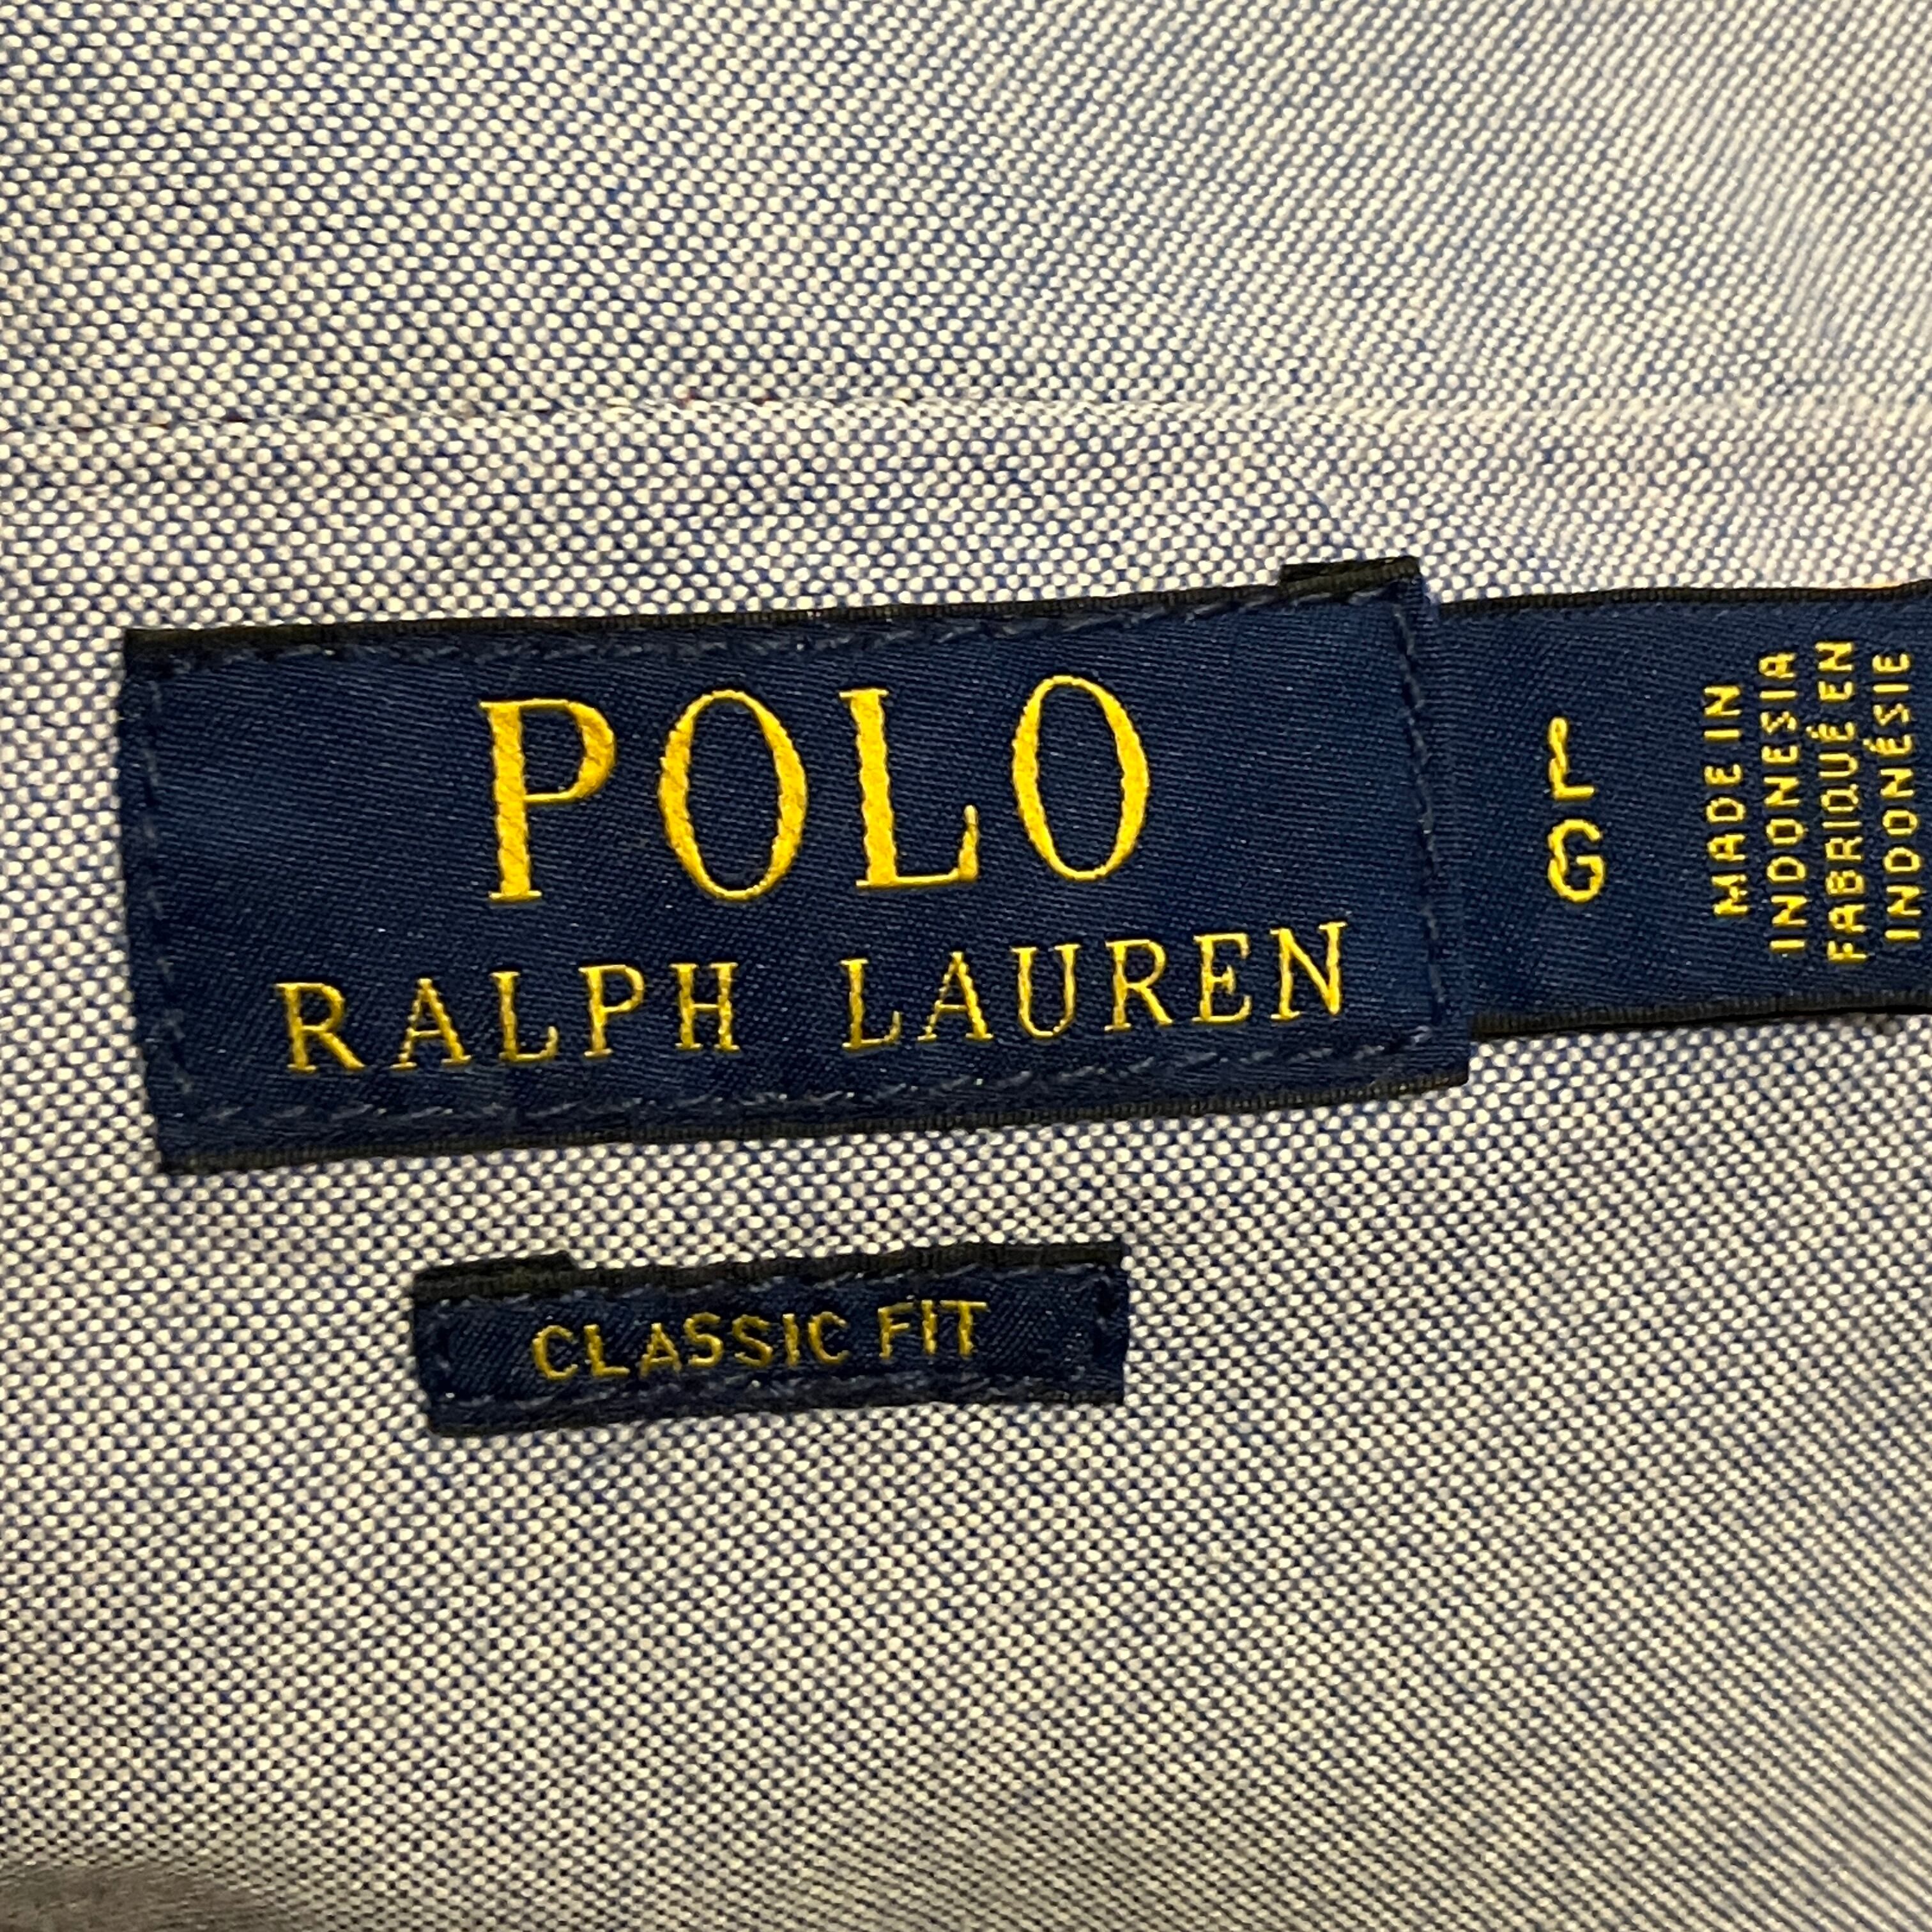 POLO
RALPH LAUREN
L
G
MADE IN
INDONESIA
FABRIQUÉ EN
INDONÉSIE
CLASSIC FIT